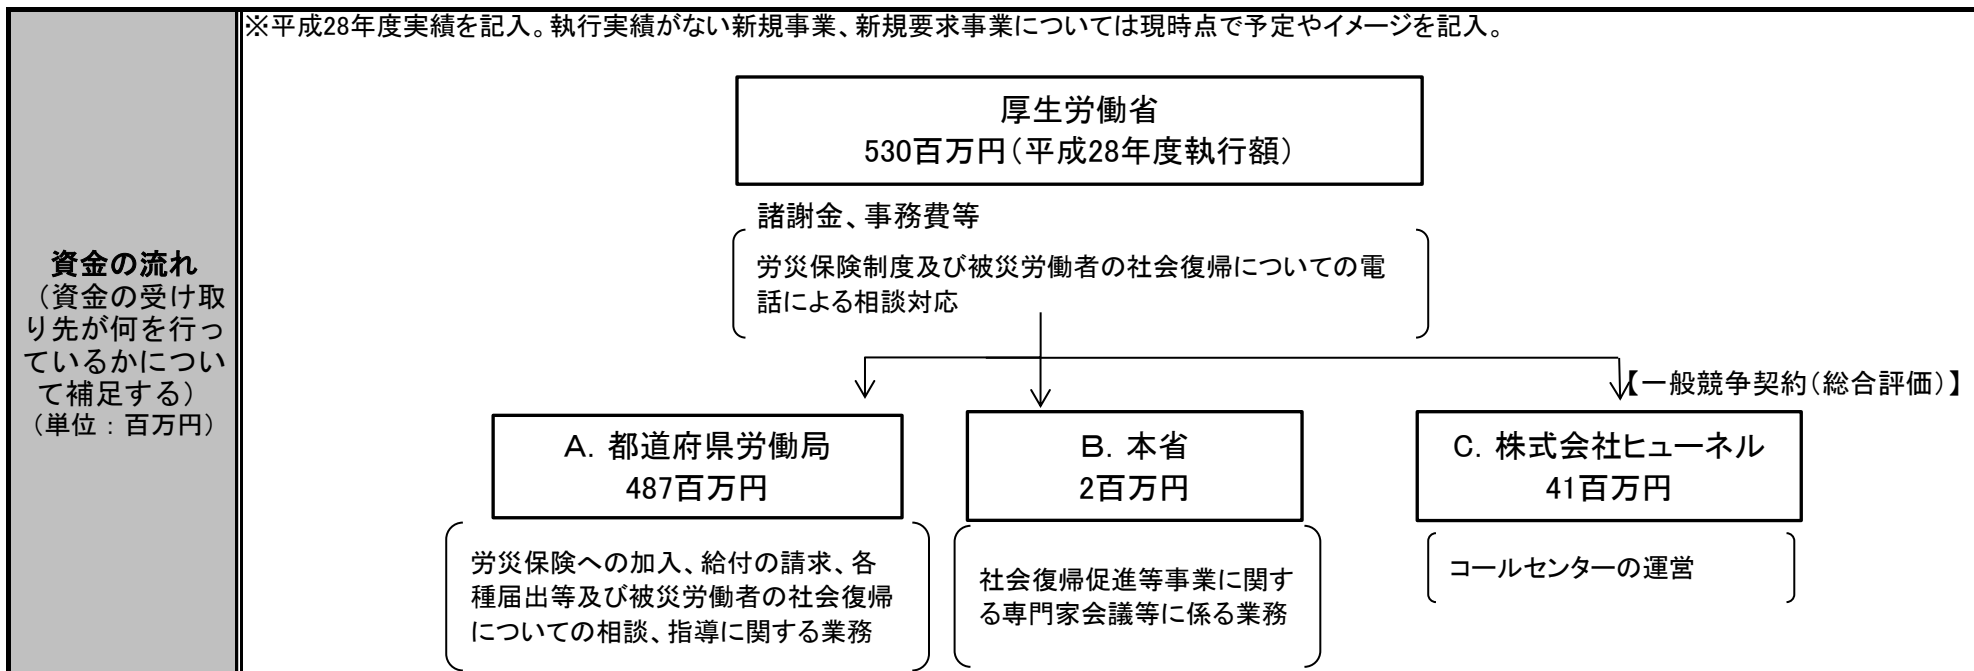 ※平成28年度実績を記入。執行実績がない新規事業、新規要求事業については現時点で予定やイメージを記入。
資金の流れ
（資金の受け取
り先が何を行っ
ているかについ
て補足する）
（単位：百万円）
厚生労働省
530百万円（平成28年度執行額）
諸謝金、事務費等
労災保険制度及び被災労働者の社会復帰についての電
話による相談対応
【一般競争契約（総合評価）】
A．都道府県労働局
487百万円
B．本省
2百万円
C．株式会社ヒューネル
41百万円
労災保険への加入、給付の請求、各
種届出等及び被災労働者の社会復帰
についての相談、指導に関する業務
社会復帰促進等事業に関す
る専門家会議等に係る業務
コールセンターの運営